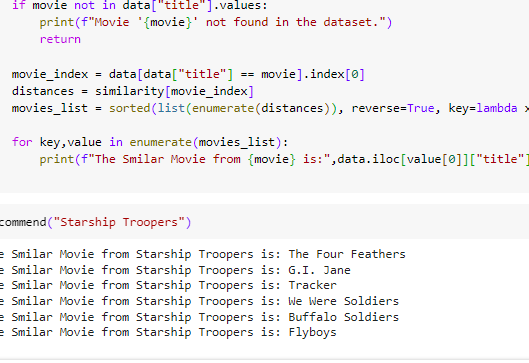 if movie not in data["title"].values:
print(f"Movie '{movie}' not found in the dataset.")
return
movie_index = data[data["title"] == movie].index[0]
distances = similarity[movie_index]
movies_list = sorted(list(enumerate(distances)), reverse=True, key=lambda x
for key,value in enumerate(movies_list):
print(f"The Smilar Movie from {movie} is:",data.iloc[value[0]]["title"]
commend("Starship Troopers")
e Smilar Movie from Starship Troopers is: The Four Feathers
e Smilar Movie from Starship Troopers is: G.I. Jane
e Smilar Movie from Starship Troopers is: Tracker
e Smilar Movie from Starship Troopers is: We Were Soldiers
e Smilar Movie from Starship Troopers is: Buffalo Soldiers
e Smilar Movie from Starship Troopers is: Flyboys